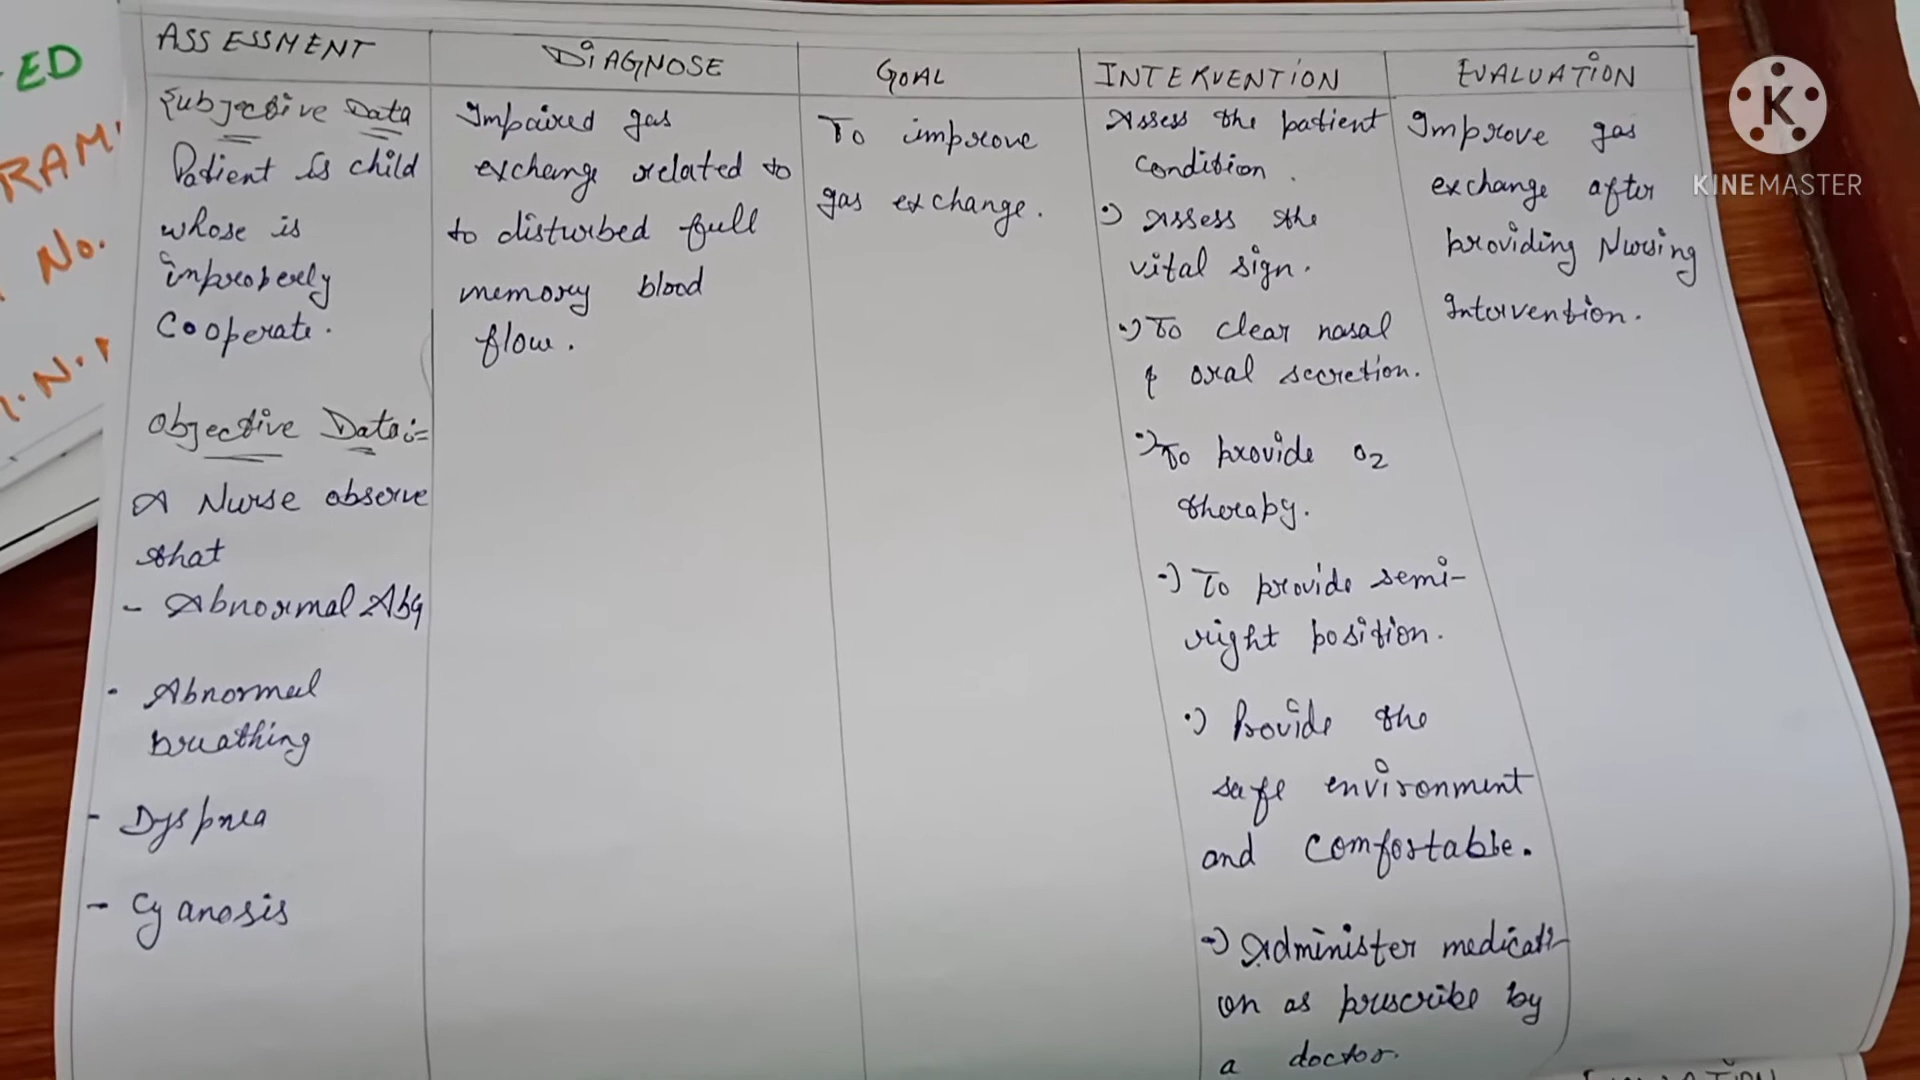 ED
RAM
No.
.N.
ASSESSMENT
Subjective Data
Patient is child
whose is
improperly
Cooperate.
Objective Data:=
A Nurse observe
that
- Abnormal Abg
· Abnormal
breathing
- Dyspnea
- Cyanosis
DIAGNOSE
Impaired gas
exchange related to
to disturbed full
memory blood
flow.
GOAL
To improve
gas exchange.
INTERVENTION
Assess the patient
condition.
·) Assess the
vital sign.
·) To clear nasal
& oral secretion.
·) To provide O2
therapy.
·) To provide semi-
right position.
·) Provide the
safe environment
and comfortable.
·) Administer medicati-
on as prescribe by
a doctor.
EVALUATION
Improve gas
exchange after
providing Nursing
Intervention.
K
KINEMASTER